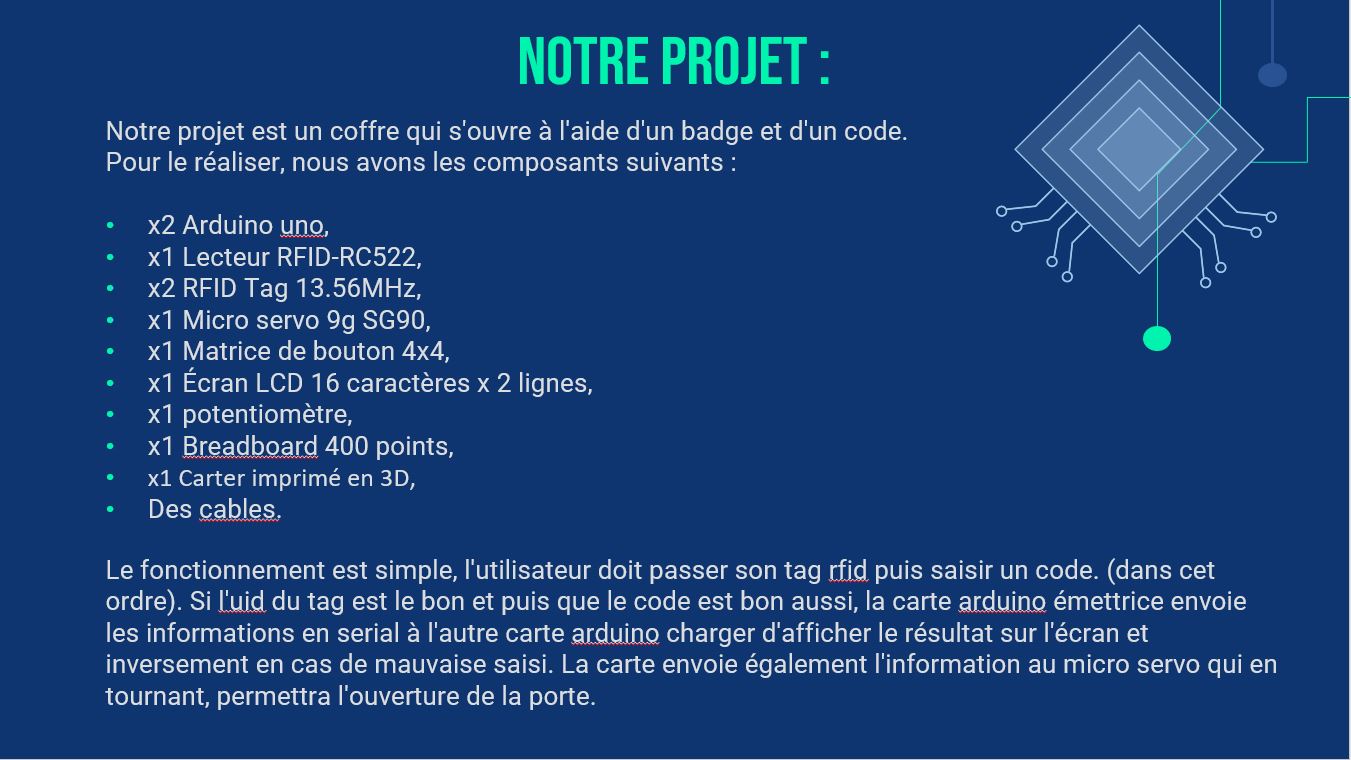 NOTRE PROJET :
Notre projet est un coffre qui s'ouvre à l'aide d'un badge et d'un code.
Pour le réaliser, nous avons les composants suivants :
• x2 Arduino uno,
• x1 Lecteur RFID-RC522,
• x2 RFID Tag 13.56MHz,
• x1 Micro servo 9g SG90,
• x1 Matrice de bouton 4x4,
• x1 Écran LCD 16 caractères x 2 lignes,
• x1 potentiomètre,
• x1 Breadboard 400 points,
• x1 Carter imprimé en 3D,
• Des cables.
Le fonctionnement est simple, l'utilisateur doit passer son tag rfid puis saisir un code. (dans cet
ordre). Si l'uid du tag est le bon et puis que le code est bon aussi, la carte arduino émettrice envoie
les informations en serial à l'autre carte arduino charger d'afficher le résultat sur l'écran et
inversement en cas de mauvaise saisi. La carte envoie également l'information au micro servo qui en
tournant, permettra l'ouverture de la porte.